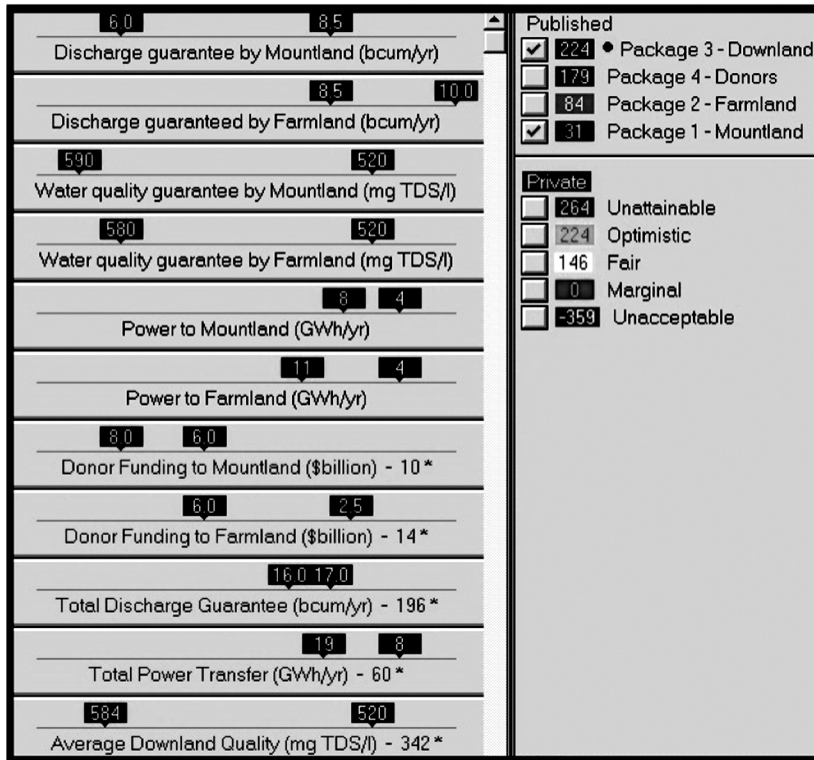 6.0 8.5
Discharge guarantee by Mountland (bcum/yr)
8.5 10.0
Discharge guaranteed by Farmland (bcum/yr)
590 520
Water quality guarantee by Mountland (mg TDS/l)
580 520
Water quality guarantee by Farmland (mg TDS/l)
8 4
Power to Mountland (GWh/yr)
11 4
Power to Farmland (GWh/yr)
8.0 6.0
Donor Funding to Mountland ($billion) - 10 *
6.0 2.5
Donor Funding to Farmland ($billion) - 14 *
16.0 17.0
Total Discharge Guarantee (bcum/yr) - 196 *
19 8
Total Power Transfer (GWh/yr) - 60 *
584 520
Average Downland Quality (mg TDS/l) - 342 *
Published
224 • Package 3 - Downland
179 Package 4 - Donors
84 Package 2 - Farmland
31 Package 1 - Mountland
Private
264 Unattainable
224 Optimistic
146 Fair
0 Marginal
-359 Unacceptable